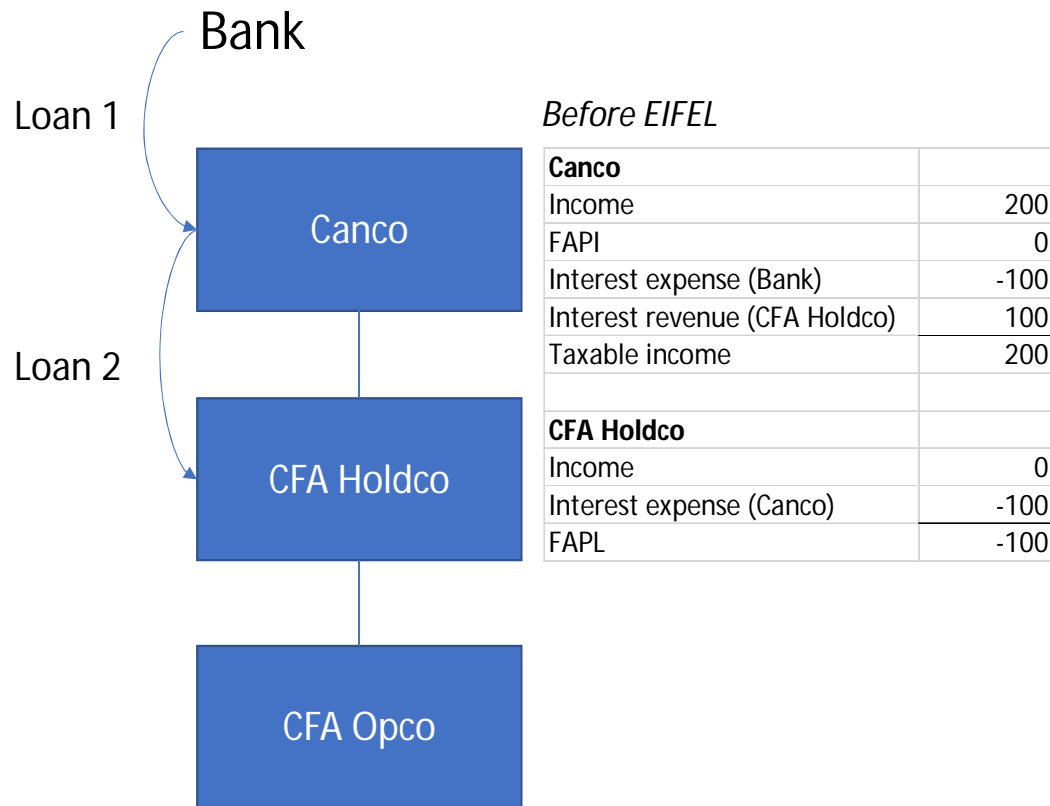 Bank
Loan 1
Canco
Loan 2
CFA Holdco
CFA Opco
Before EIFEL
Canco
Income 200
FAPI 0
Interest expense (Bank) -100
Interest revenue (CFA Holdco) 100
Taxable income 200
CFA Holdco
Income 0
Interest expense (Canco) -100
FAPL -100